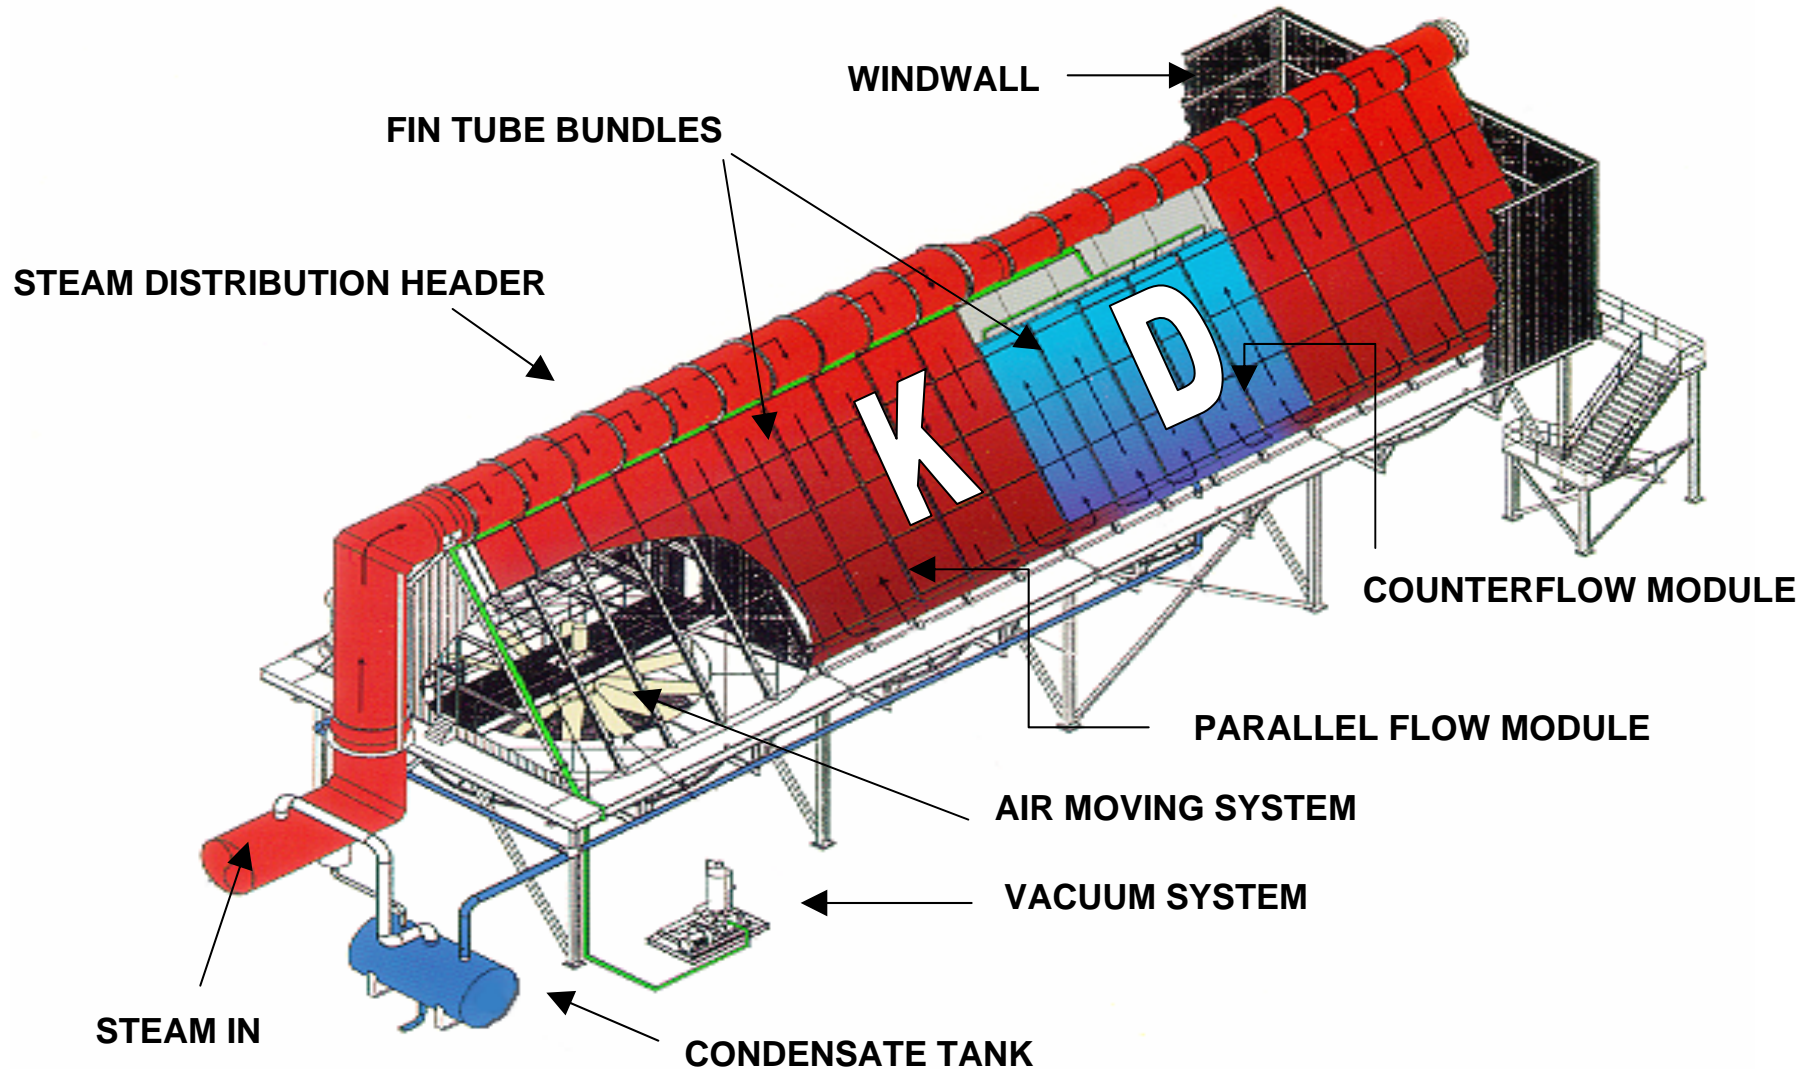 WINDWALL
FIN TUBE BUNDLES
STEAM DISTRIBUTION HEADER
D
K
COUNTERFLOW MODULE
PARALLEL FLOW MODULE
AIR MOVING SYSTEM
VACUUM SYSTEM
STEAM IN
CONDENSATE TANK